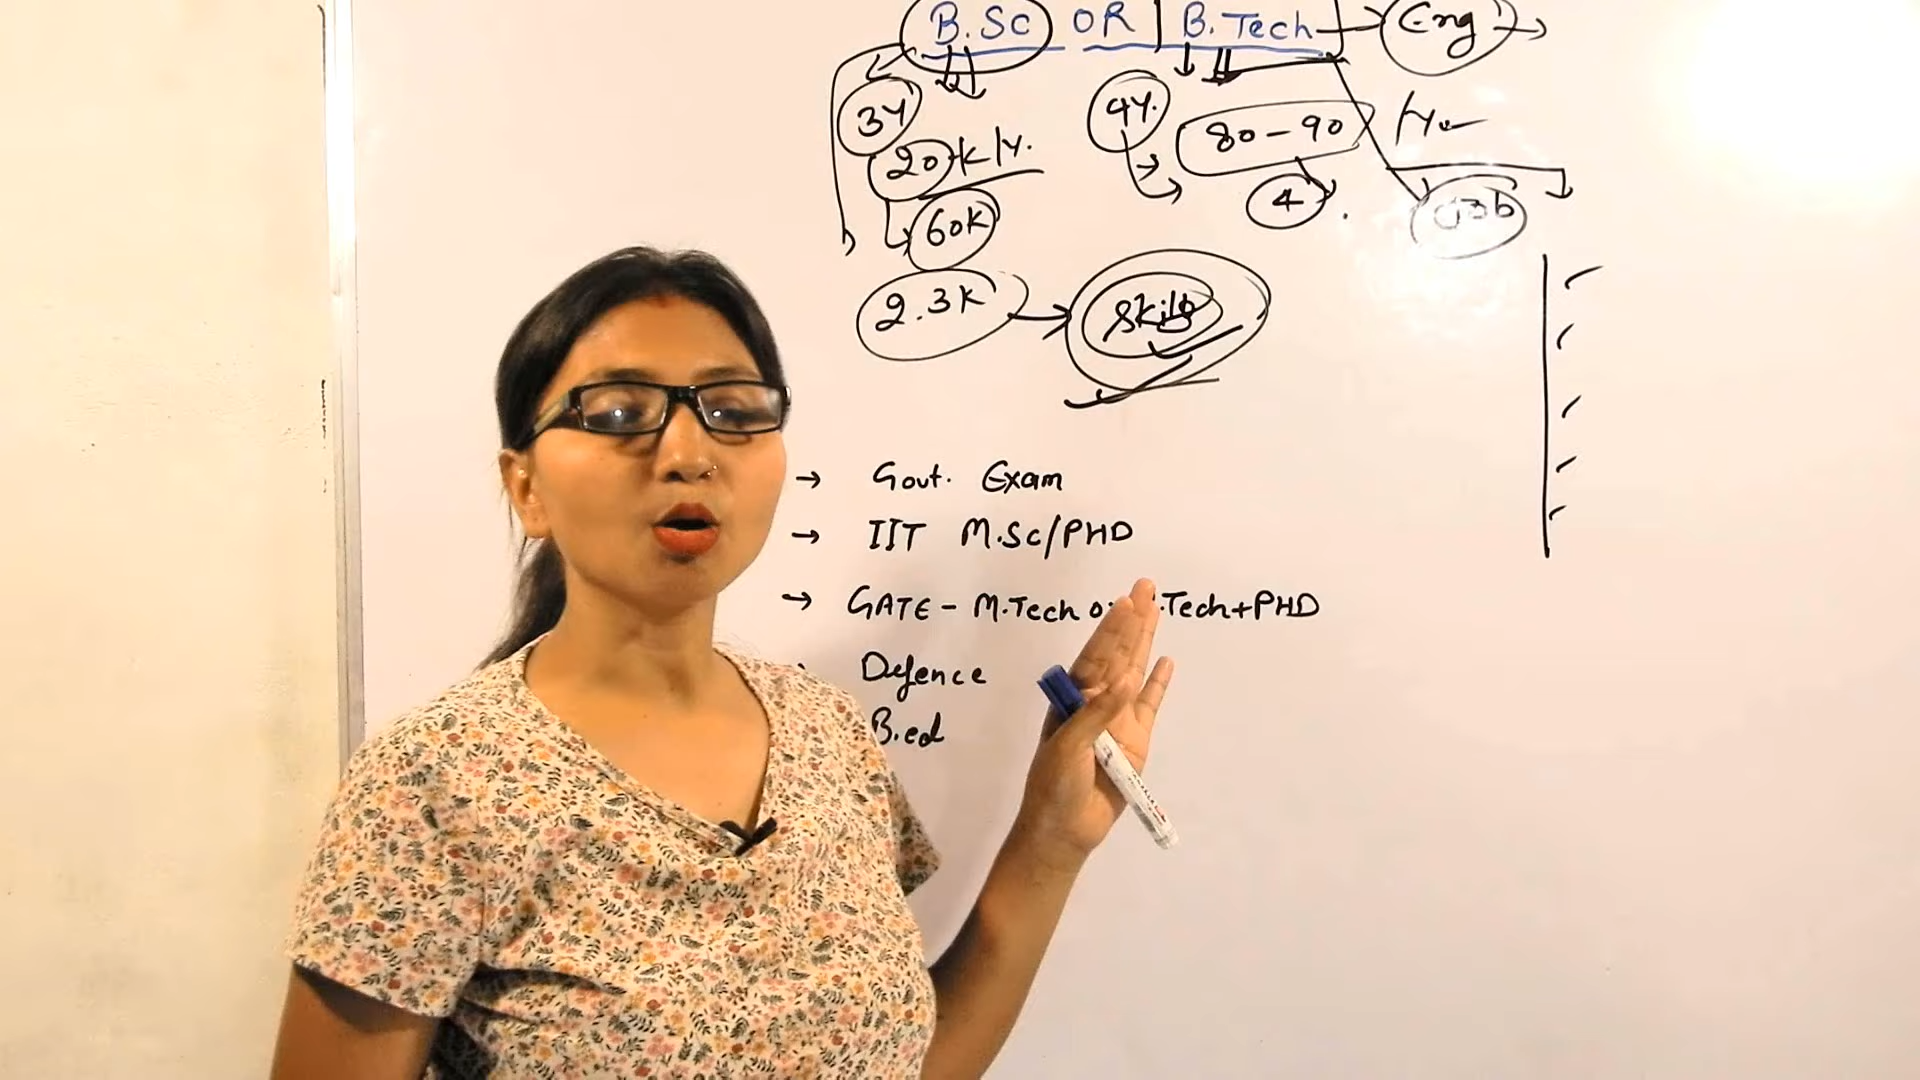 B.Sc OR B.Tech Eng
3Y 4Y.
20K/Y. 80-90
60K 4 Job
2.3K Skills
→ Govt. Exam
→ IIT M.Sc/PHD
→ GATE - M.Tech or .Tech+PHD
Defence
B.ed